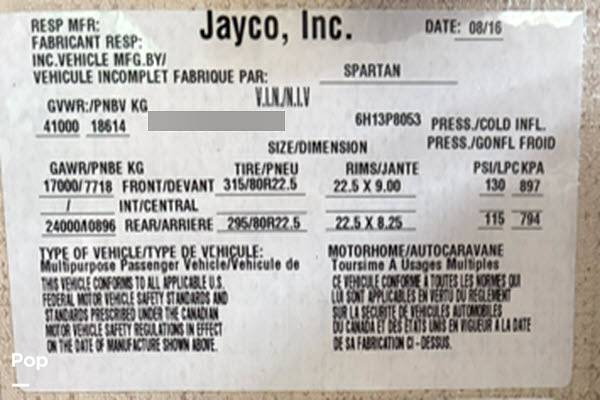 RESP MFR: Jayco, Inc. DATE: 08/16
FABRICANT RESP:
INC.VEHICLE MFG.BY/
VEHICULE INCOMPLET FABRIQUE PAR: SPARTAN
GVWR:/PNBV KG V.I.N./N.I.V
41000 18614 6H13P8053 PRESS./COLD INFL.
SIZE/DIMENSION PRESS./GONFL FROID
GAWR/PNBE KG TIRE/PNEU RIMS/JANTE PSI/LPC KPA
17000/7718 FRONT/DEVANT 315/80R22.5 22.5 X 9.00 130 897
/ INT/CENTRAL
24000/10896 REAR/ARRIERE 295/80R22.5 22.5 X 8.25 115 794
TYPE OF VEHICLE/TYPE DE VCHICULE: MOTORHOME/AUTOCARAVANE
Multipurpose Passenger Vehicle/Vehicule de Toursime A Usages Multiples
THIS VEHICLE CONFORMS TO ALL APPLICABLE U.S.
FEDERAL MOTOR VEHICLE SAFETY STANDARDS AND
STANDARDS PRESCRIBED UNDER THE CANADIAN
MOTOR VEHICLE SAFETY REGULATIONS IN EFFECT
ON THE DATE OF MANUFACTURE SHOWN ABOVE.
CE VEHICULE CONFORME A TOUTES LES NORMES QUI
LUI SONT APPLICABLES EN VERTU DU REGLEMENT
SUR LA SECURITE DE VEHICULES AUTOMOBILES
DU CANADA ET DES ETATS UNIS EN VIGUEUR A LA DATE
DE SA FABRICATION CI-DESSUS.
Pop